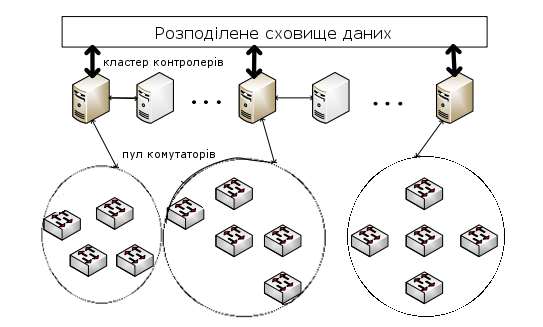 Розподілене сховище даних
кластер контролерів
пул комутаторів